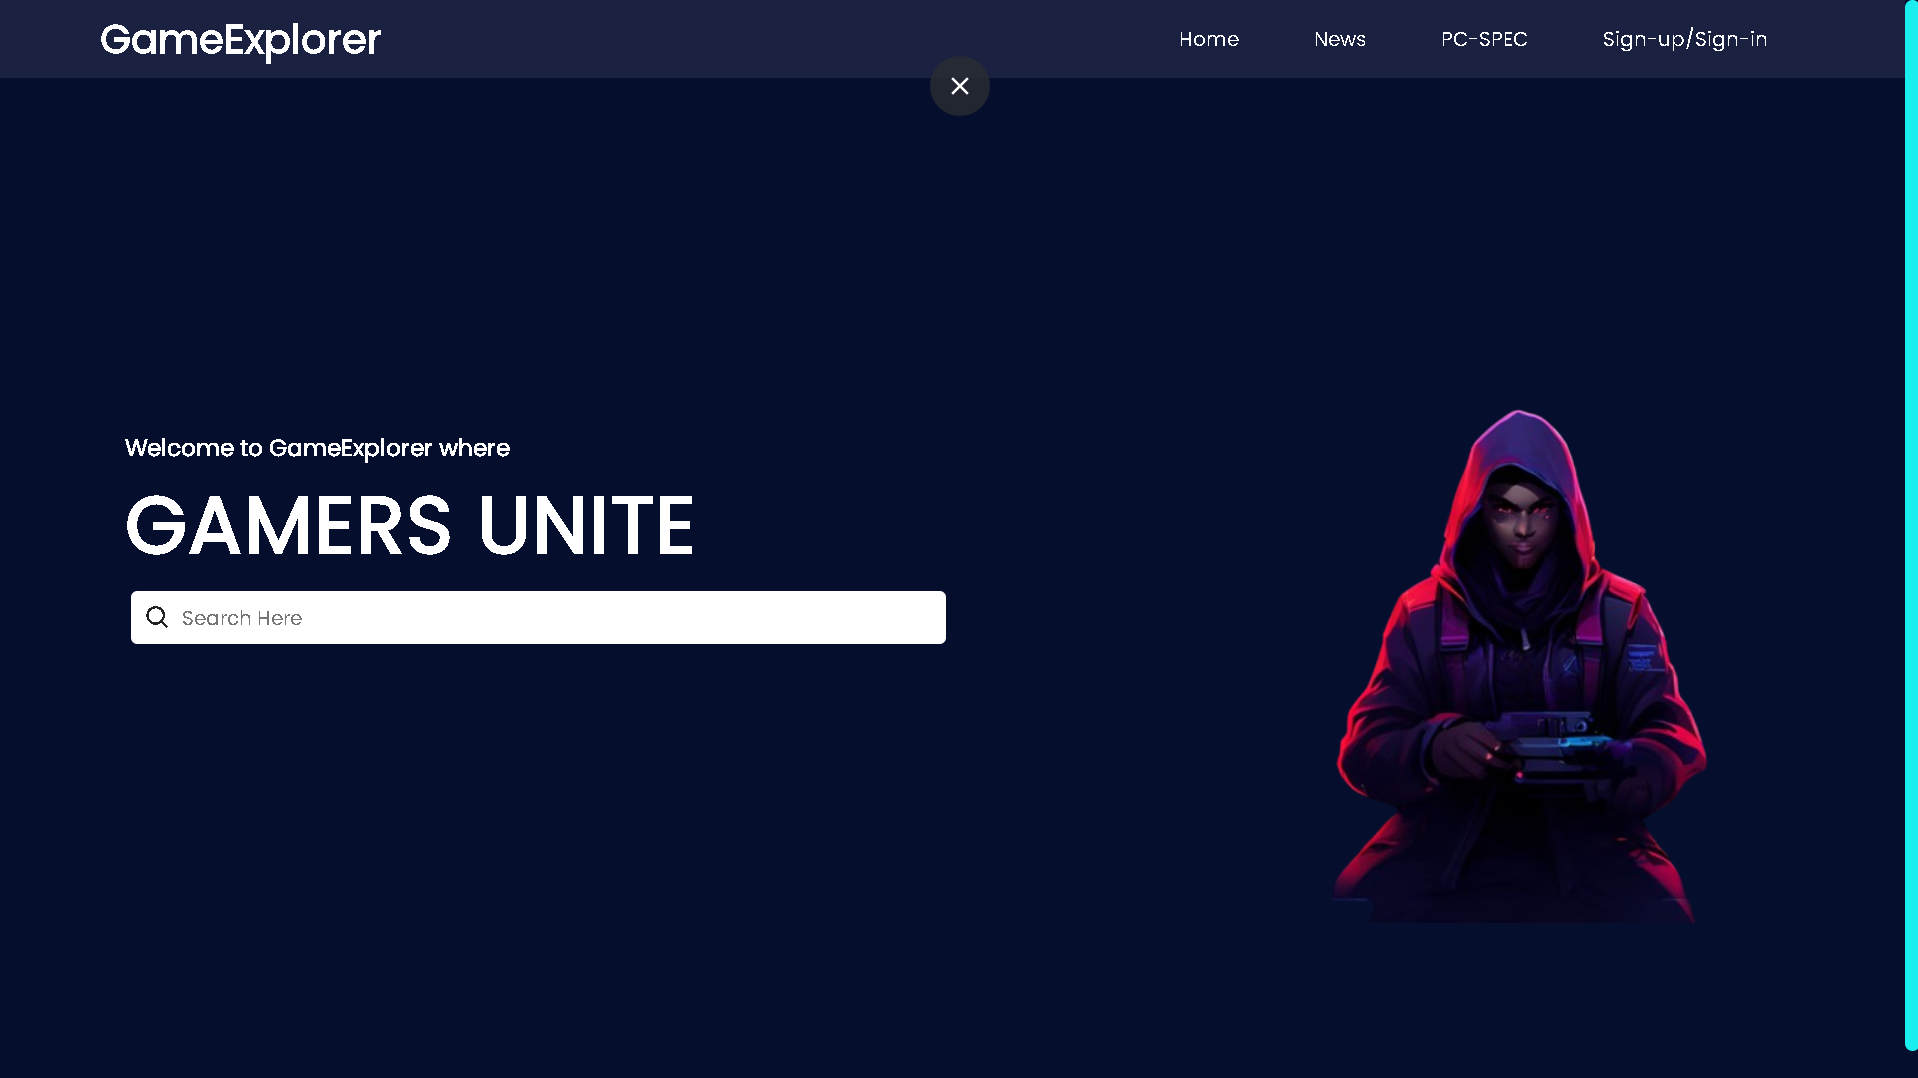 GameExplorer
Home
News
PC-SPEC
Sign-up/Sign-in
Welcome to GameExplorer where
GAMERS UNITE
Search Here